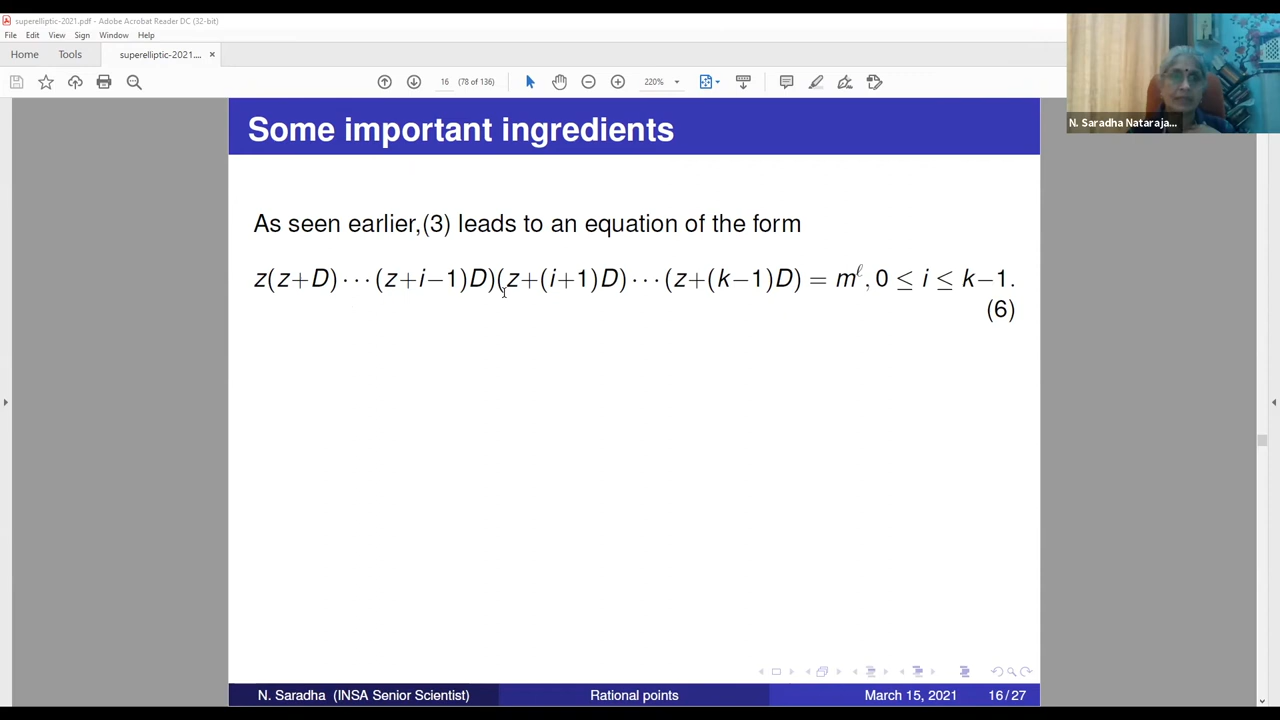 superelliptic-2021.pdf - Adobe Acrobat Reader DC (32-bit)
File Edit View Sign Window Help
Home Tools superelliptic-2021.... ×
16 (78 of 136) 220%
N. Saradha Nataraja...
Some important ingredients
As seen earlier,(3) leads to an equation of the form
z(z+D)⋯(z+i−1)D)(z+(i+1)D)⋯(z+(k−1)D) = m^ℓ, 0 ≤ i ≤ k−1.
(6)
N. Saradha (INSA Senior Scientist) Rational points March 15, 2021 16 / 27